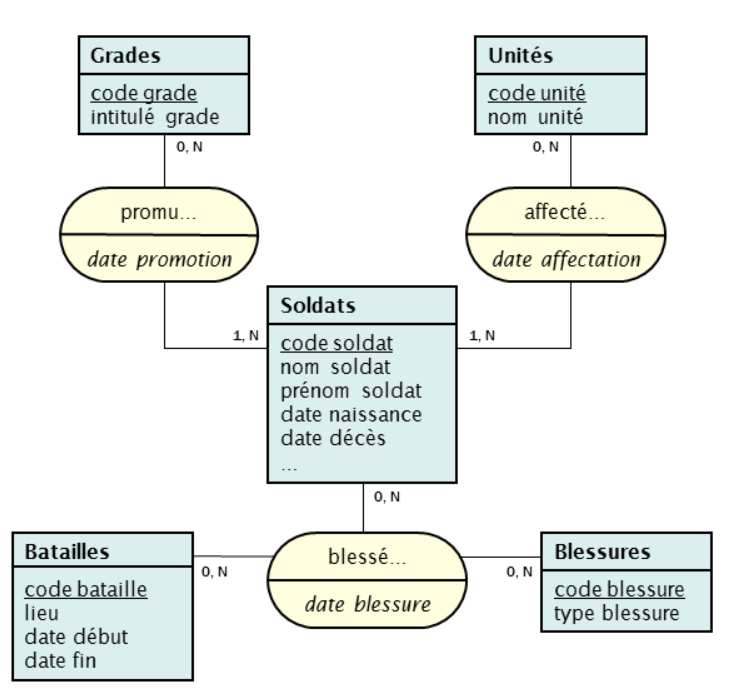 Grades
code grade
intitulé grade
Unités
code unité
nom unité
0, N
0, N
promu...
date promotion
affecté...
date affectation
1, N
1, N
Soldats
code soldat
nom soldat
prénom soldat
date naissance
date décès
...
0, N
Batailles
code bataille
lieu
date début
date fin
0, N
blessé...
date blessure
0, N
Blessures
code blessure
type blessure